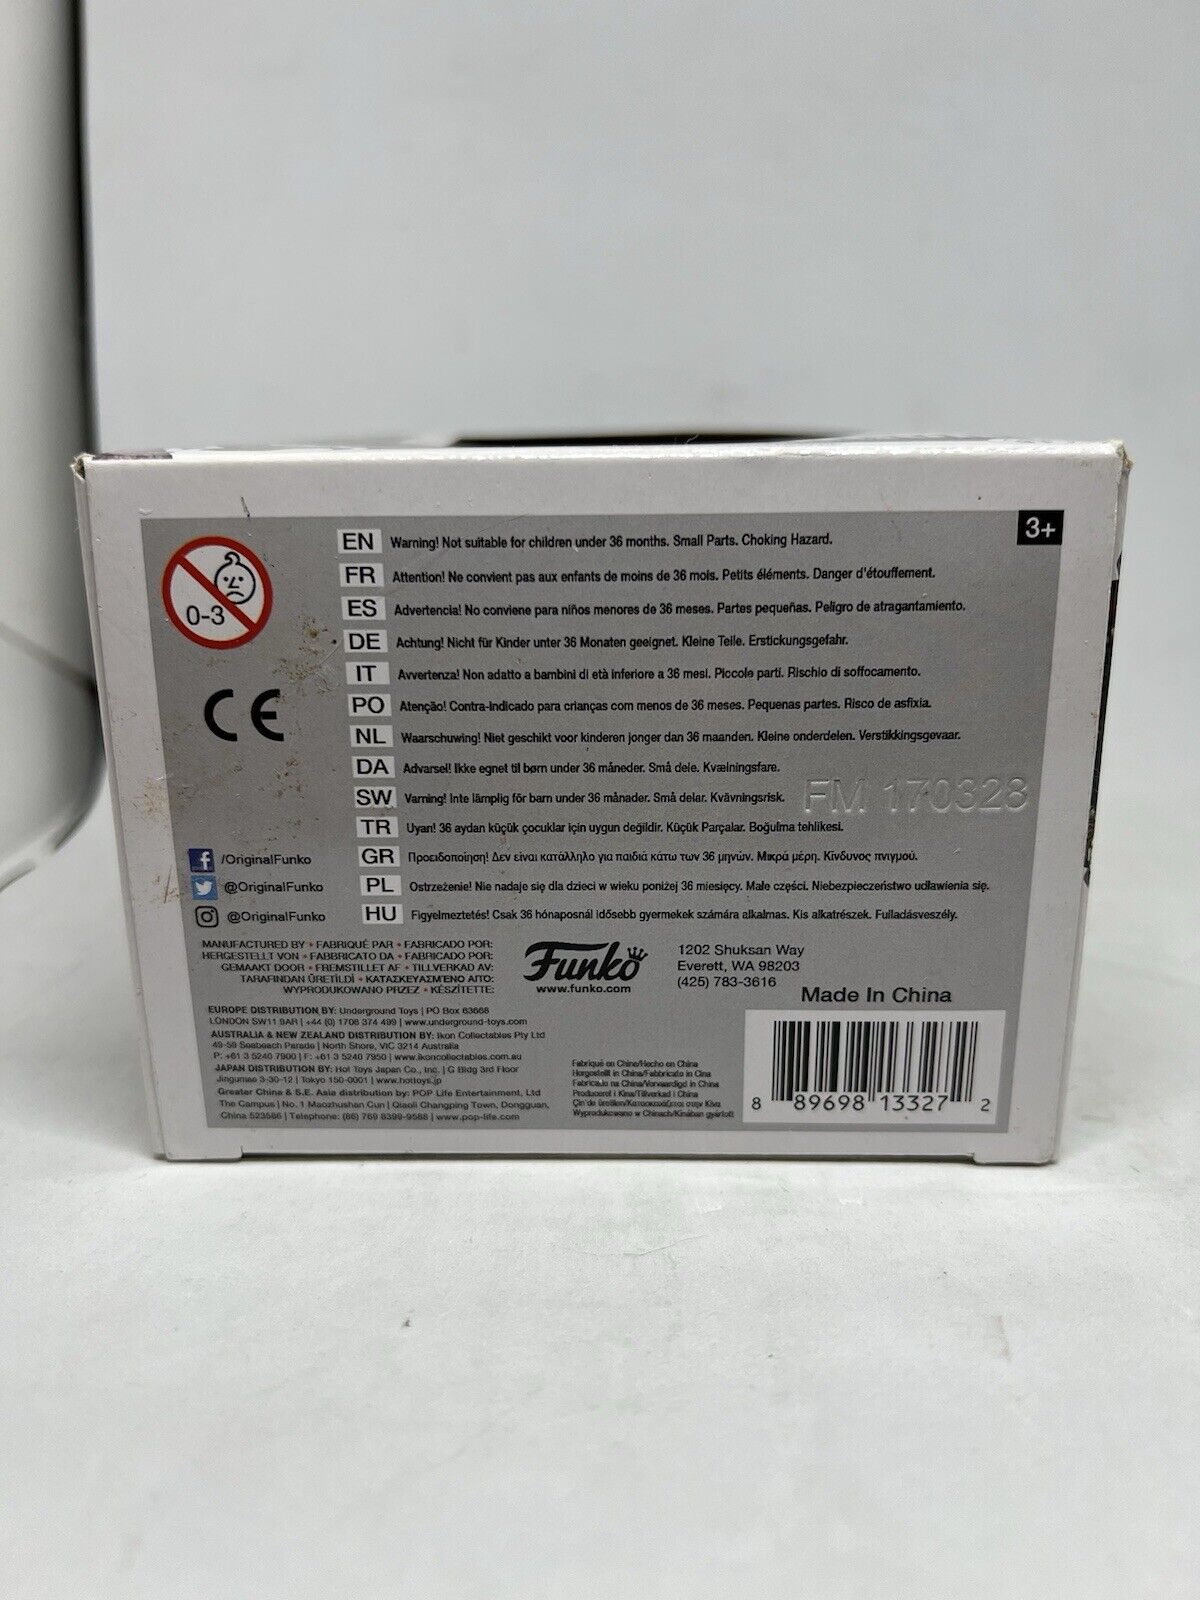 3+
0-3
EN Warning! Not suitable for children under 36 months. Small Parts. Choking Hazard.
FR Attention! Ne convient pas aux enfants de moins de 36 mois. Petits éléments. Danger d'étouffement.
ES Advertencia! No conviene para niños menores de 36 meses. Partes pequeñas. Peligro de atragantamiento.
DE Achtung! Nicht für Kinder unter 36 Monaten geeignet. Kleine Teile. Erstickungsgefahr.
IT Avvertenza! Non adatto a bambini di età inferiore a 36 mesi. Piccole parti. Rischio di soffocamento.
PO Atenção! Contra-indicado para crianças com menos de 36 meses. Pequenas partes. Risco de asfixia.
NL Waarschuwing! Niet geschikt voor kinderen jonger dan 36 maanden. Kleine onderdelen. Verstikkingsgevaar.
DA Advarsel! Ikke egnet til børn under 36 måneder. Små dele. Kvælningsfare.
SW Varning! Inte lämplig för barn under 36 månader. Små delar. Kvävningsrisk.
FM 170328
TR Uyarı! 36 aydan küçük çocuklar için uygun değildir. Küçük Parçalar. Boğulma tehlikesi.
GR Προειδοποίηση! Δεν είναι κατάλληλο για παιδιά κάτω των 36 μηνών. Μικρά μέρη. Κίνδυνος πνιγμού.
PL Ostrzeżenie! Nie nadaje się dla dzieci w wieku poniżej 36 miesięcy. Małe części. Niebezpieczeństwo udławienia się.
HU Figyelmeztetés! Csak 36 hónaposnál idősebb gyermekek számára alkalmas. Kis alkatrészek. Fulladásveszély.
CE
/OriginalFunko
@OriginalFunko
@OriginalFunko
MANUFACTURED BY • FABRIQUÉ PAR • FABRICADO POR:
HERGESTELLT VON • FABBRICATO DA • FABRICADO POR:
GEMAAKT DOOR • FREMSTILLET AF • TILLVERKAD AV:
TARAFINDAN ÜRETİLDİ • ΚΑΤΑΣΚΕΥΑΣΜΈΝΟ ΑΠΌ:
WYPRODUKOWANO PRZEZ • KÉSZÍTETTE:
Funko
www.funko.com
1202 Shuksan Way
Everett, WA 98203
(425) 783-3616
Made In China
EUROPE DISTRIBUTION BY: Underground Toys | PO Box 63668
LONDON SW11 9AR | +44 (0) 1708 374 499 | www.underground-toys.com
AUSTRALIA & NEW ZEALAND DISTRIBUTION BY: Ikon Collectables Pty Ltd
49-59 Seabeach Parade | North Shore, VIC 3214 Australia
P: +61 3 5240 7900 | F: +61 3 5240 7950 | www.ikoncollectables.com.au
JAPAN DISTRIBUTION BY: Hot Toys Japan Co., Inc. | G Bldg 3rd Floor
Jingumae 3-30-12 | Tokyo 150-0001 | www.hottoys.jp
Greater China & S.E. Asia distribution by: POP Life Entertainment, Ltd
The Campus | No. 1 Maozhushan Cun | Qiaoli Changping Town, Dongguan,
China 523586 | Telephone: (86) 769 8399-9588 | www.pop-life.com
Fabriqué en Chine/Hecho en China
Hergestellt in China/Fabbricato in Cina
Fabricado na China/Vervaardigd in China
Produceret i Kina/Tillverkad i China
Wyprodukowano w Chinach/Kínában gyártott
8 89698 13327 2